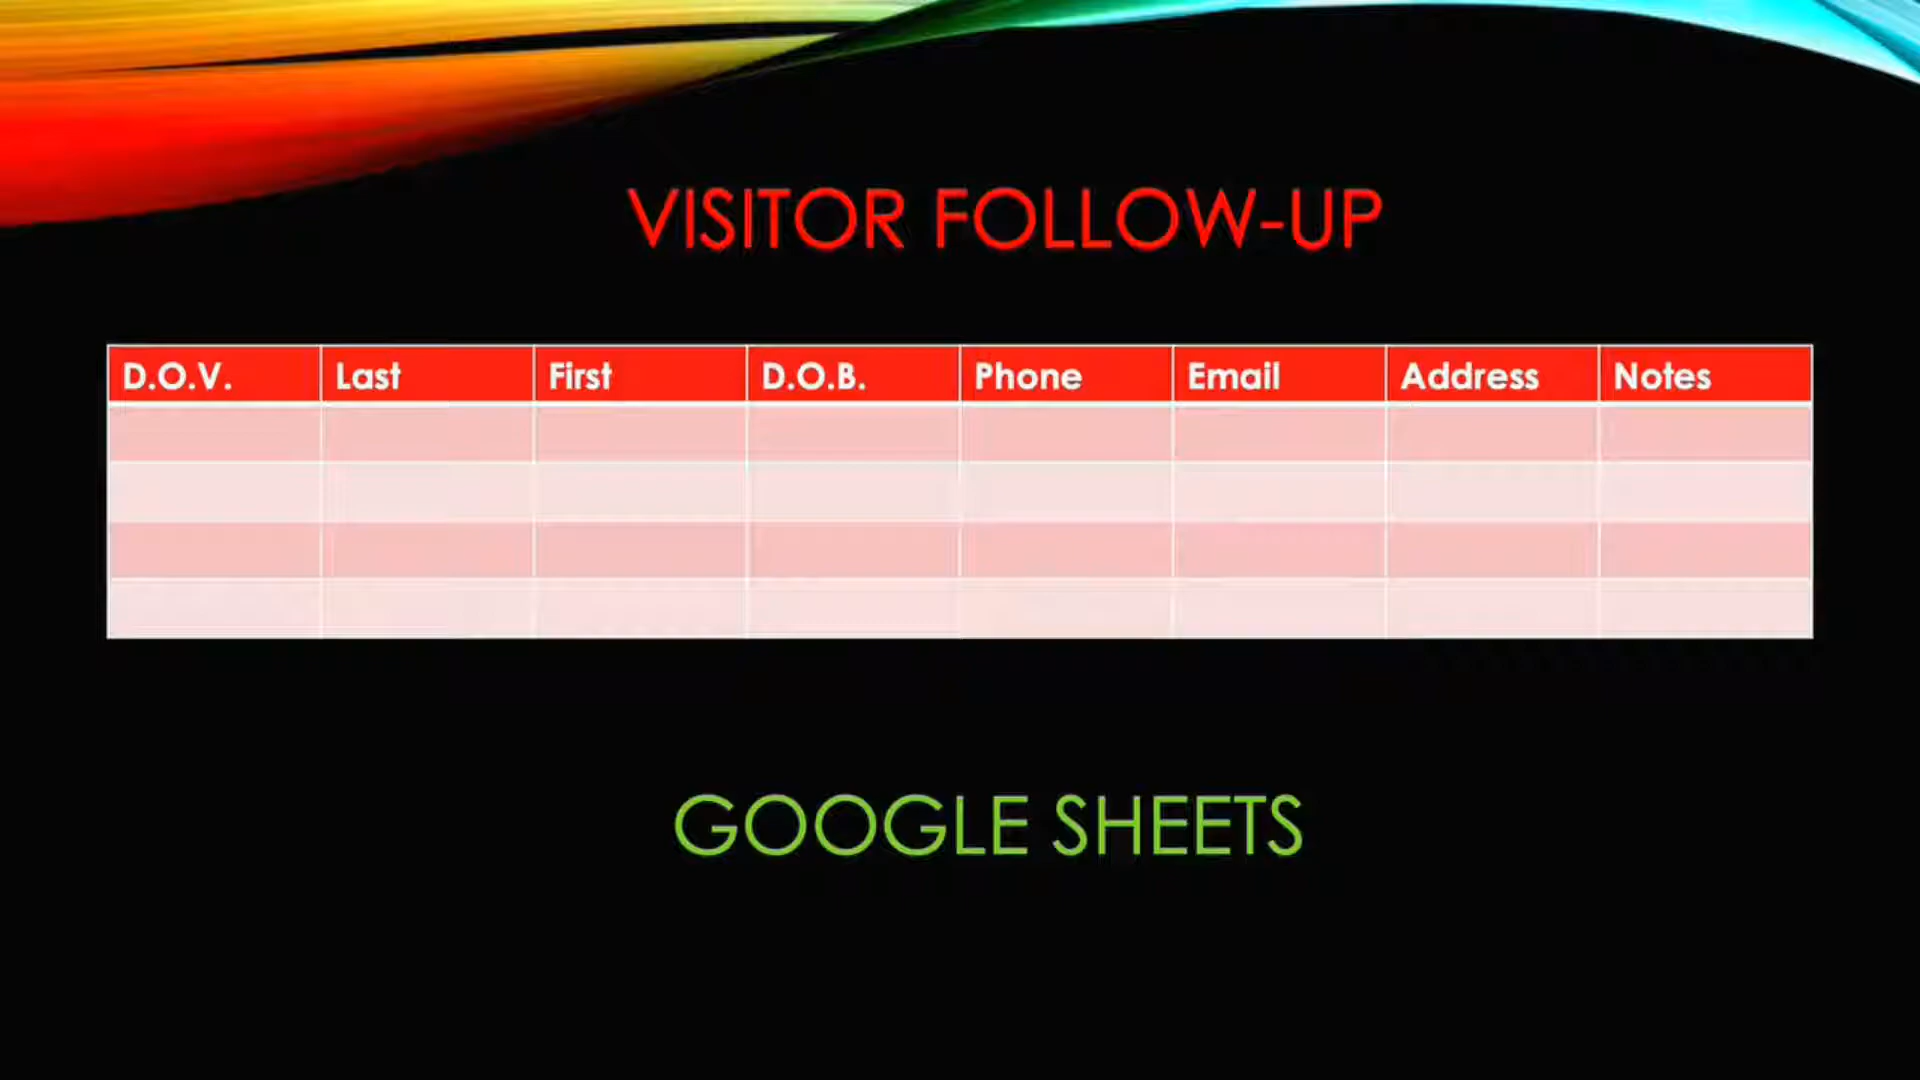 VISITOR FOLLOW-UP
D.O.V. Last First D.O.B. Phone Email Address Notes
GOOGLE SHEETS